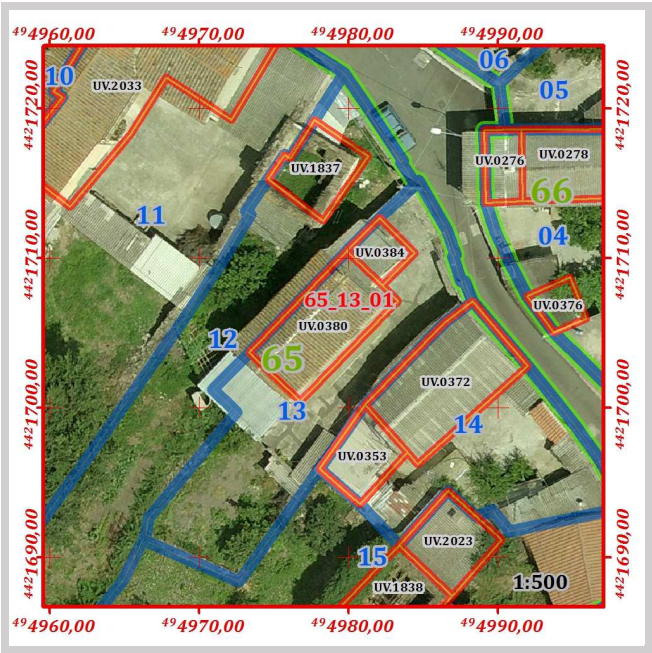 ⁴⁹4960,00 ⁴⁹4970,00 ⁴⁹4980,00 ⁴⁹4990,00
⁴⁴²1720,00
⁴⁴²1710,00
⁴⁴²1700,00
⁴⁴²1690,00
10
UV.2033
06
05
UV.0276
UV.0278
UV.1837
66
11
04
UV.0384
65_13_01
UV.0376
UV.0380
12
65
UV.0372
13
14
UV.0353
UV.2023
15
UV.1838
1:500
⁴⁴²1720,00
⁴⁴²1710,00
⁴⁴²1700,00
⁴⁴²1690,00
⁴⁹4960,00 ⁴⁹4970,00 ⁴⁹4980,00 ⁴⁹4990,00